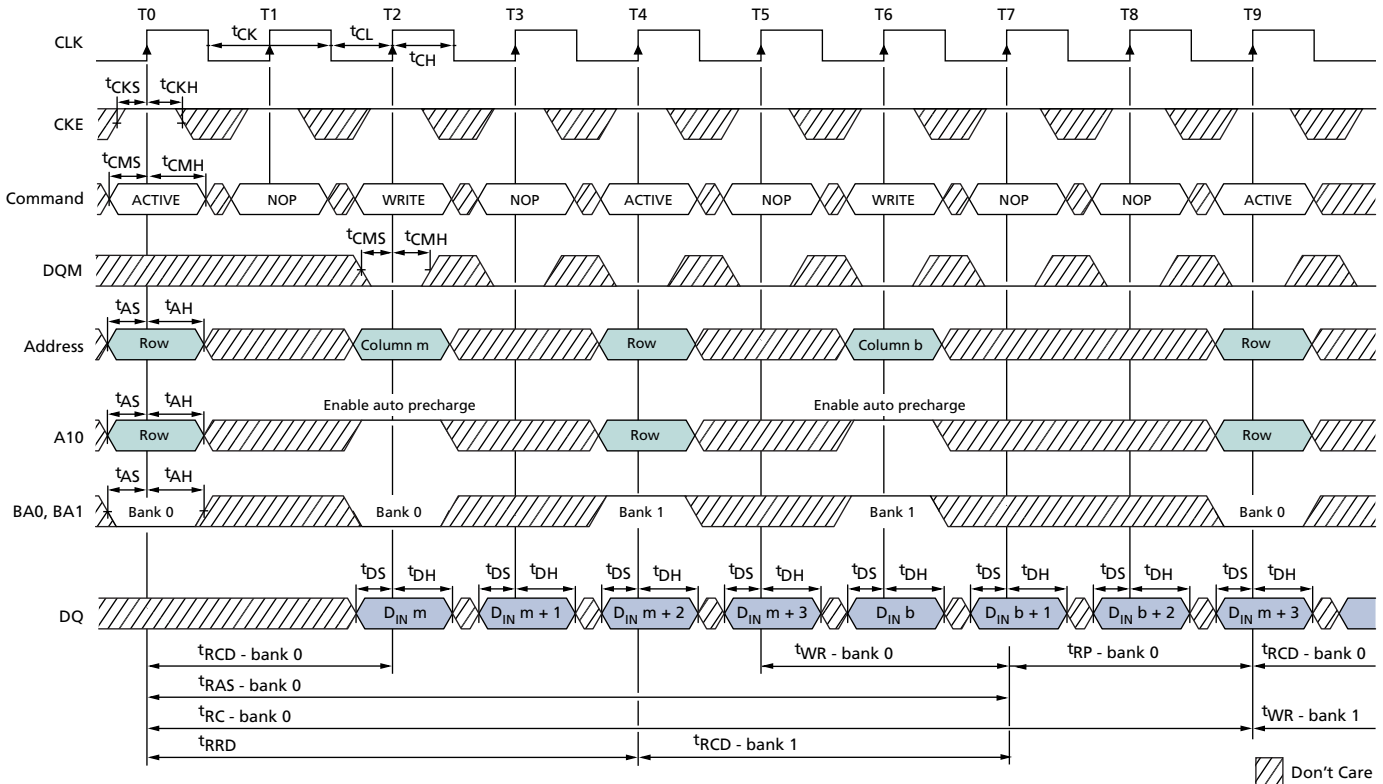 T0 T1 T2 T3 T4 T5 T6 T7 T8 T9
CLK
tCK tCL
tCH
tCKS tCKH
CKE
tCMS tCMH
Command ACTIVE NOP WRITE NOP ACTIVE NOP WRITE NOP NOP ACTIVE
tCMS tCMH
DQM
tAS tAH
Address Row Column m Row Column b Row
tAS tAH Enable auto precharge Enable auto precharge
A10 Row Row Row
tAS tAH
BA0, BA1 Bank 0 Bank 0 Bank 1 Bank 1 Bank 0
tDS tDH tDS tDH tDS tDH tDS tDH tDS tDH tDS tDH tDS tDH tDS tDH
DQ DIN m DIN m + 1 DIN m + 2 DIN m + 3 DIN b DIN b + 1 DIN b + 2 DIN m + 3
tRCD - bank 0 tWR - bank 0 tRP - bank 0 tRCD - bank 0
tRAS - bank 0
tRC - bank 0 tWR - bank 1
tRRD tRCD - bank 1
Don't Care